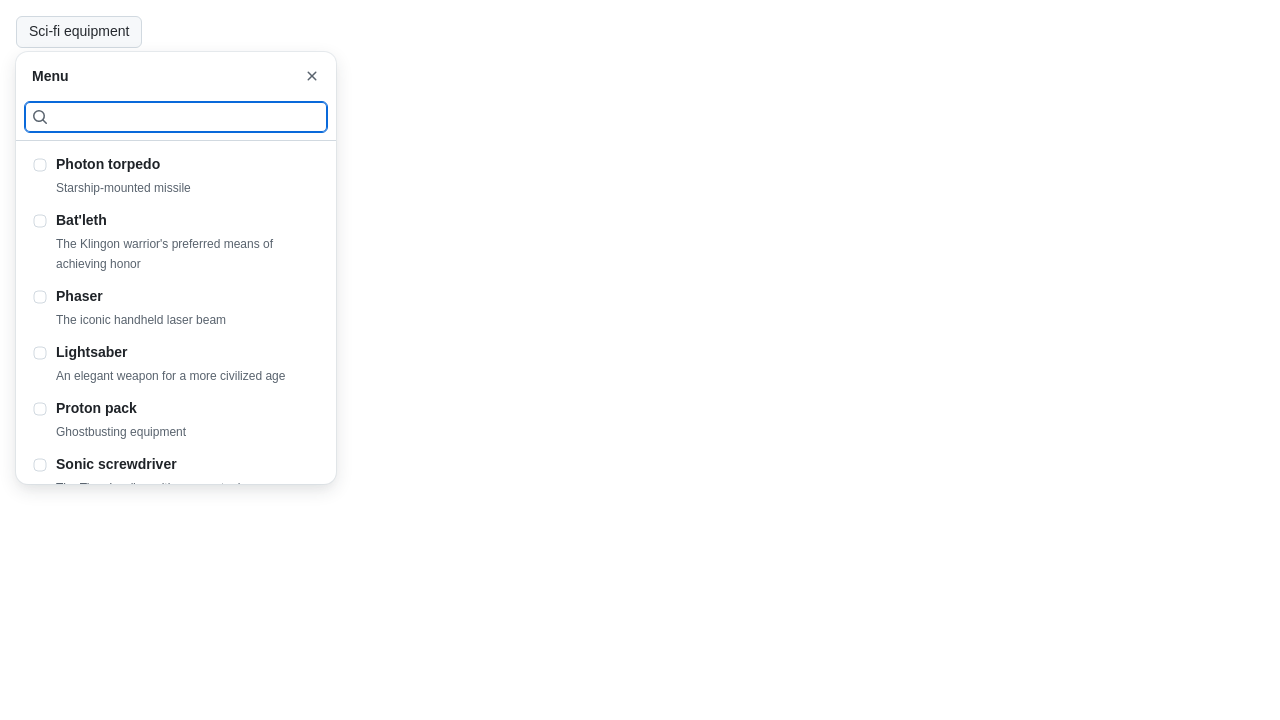 Sci-fi equipment
Menu
Photon torpedo
Starship-mounted missile
Bat'leth
The Klingon warrior's preferred means of
achieving honor
Phaser
The iconic handheld laser beam
Lightsaber
An elegant weapon for a more civilized age
Proton pack
Ghostbusting equipment
Sonic screwdriver